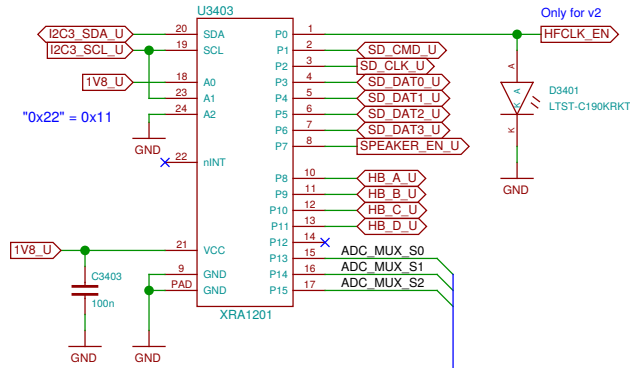 U3403
Only for v2
I2C3_SDA_U 20 SDA P0 1 HFCLK_EN
I2C3_SCL_U 19 SCL P1 2 SD_CMD_U
P2 3 SD_CLK_U
1V8_U 18 A0 P3 4 SD_DAT0_U
23 A1 P4 5 SD_DAT1_U
24 A2 P5 6 SD_DAT2_U
"0x22" = 0x11
P6 7 SD_DAT3_U
P7 8 SPEAKER_EN_U
A
A
K
K
D3401
LTST-C190KRKT
GND
22 nINT
P8 10 HB_A_U
GND
P9 11 HB_B_U
P10 12 HB_C_U
P11 13 HB_D_U
P12 14
1V8_U 21 VCC P13 15 ADC_MUX_S0
9 GND P14 16 ADC_MUX_S1
PAD GND P15 17 ADC_MUX_S2
C3403
100n
XRA1201
GND
GND